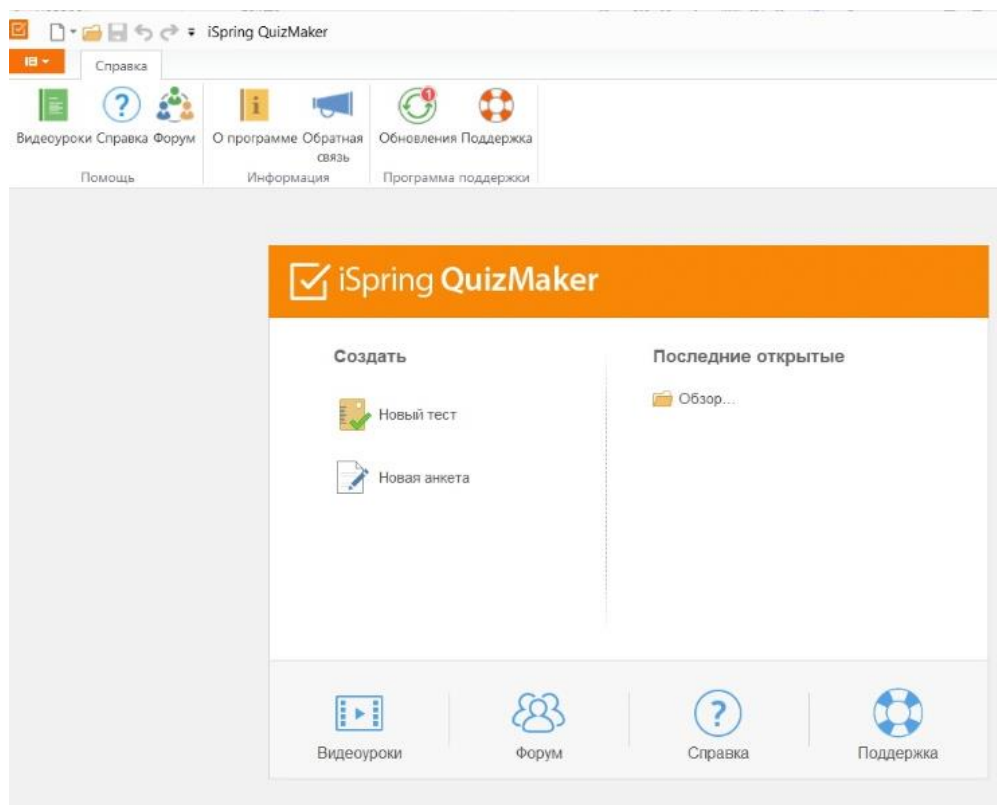 iSpring QuizMaker
Справка
Видеоуроки Справка Форум О программе Обратная связь Обновления 1 Поддержка
Помощь Информация Программа поддержки
iSpring QuizMaker
Создать
Новый тест
Новая анкета
Последние открытые
Обзор...
Видеоуроки Форум Справка Поддержка